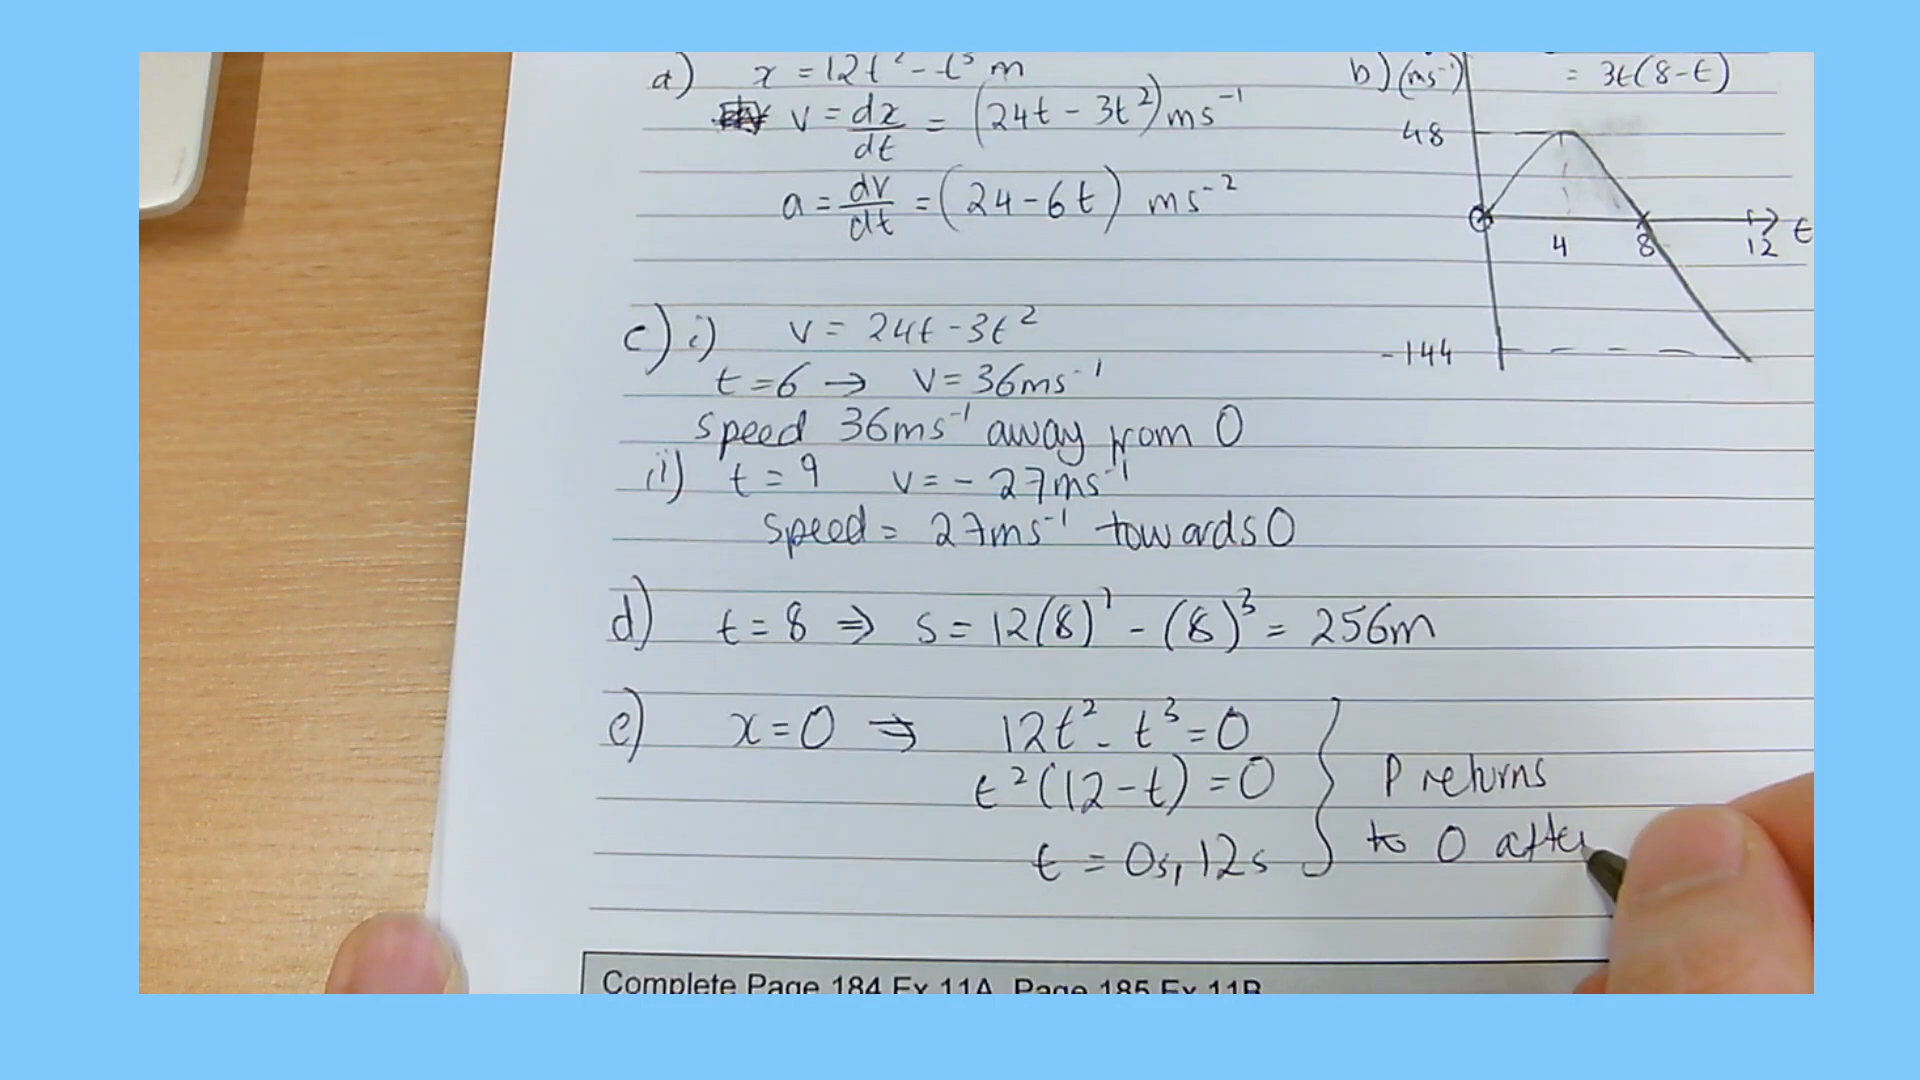 a) x = 12t² - t³ m
v = dx/dt = (24t - 3t²) ms⁻¹
a = dv/dt = (24 - 6t) ms⁻²
b) (ms⁻¹)
= 3t(8-t)
48
4
8
12
t
-144
c) i) v = 24t - 3t²
t = 6 → v = 36ms⁻¹
speed 36ms⁻¹ away from O
ii) t = 9 v = - 27ms⁻¹
speed = 27ms⁻¹ towards O
d) t = 8 ⇒ s = 12(8)² - (8)³ = 256m
e) x = 0 ⇒ 12t² - t³ = 0
t²(12-t) = 0
t = 0s, 12s
P returns
to O after
Complete Page 184 Ex 11A, Page 185 Ex 11B